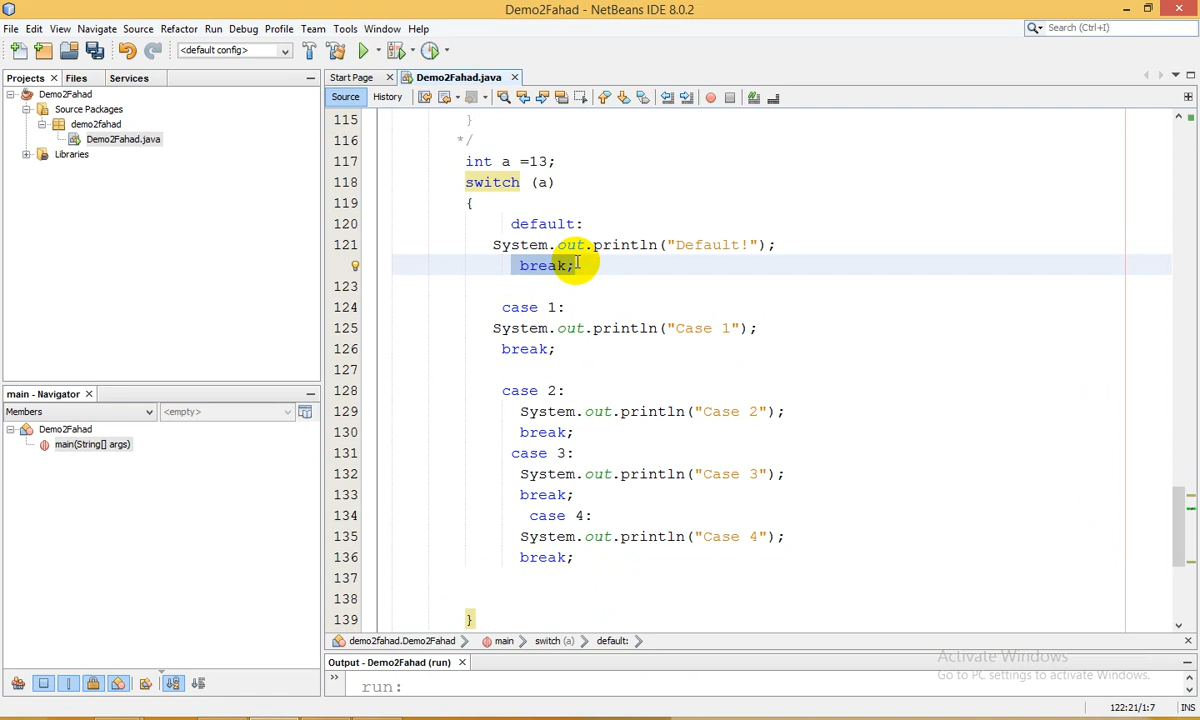 Demo2Fahad - NetBeans IDE 8.0.2
File Edit View Navigate Source Refactor Run Debug Profile Team Tools Window Help
Search (Ctrl+I)
<default config>
Projects Files Services
Start Page Demo2Fahad.java
Demo2Fahad
Source Packages
demo2fahad
Demo2Fahad.java
Libraries
Source History
115 }
116 */
117 int a =13;
118 switch (a)
119 {
120 default:
121 System.out.println("Default!");
break;
123
124 case 1:
125 System.out.println("Case 1");
126 break;
127
128 case 2:
129 System.out.println("Case 2");
130 break;
131 case 3:
132 System.out.println("Case 3");
133 break;
134 case 4:
135 System.out.println("Case 4");
136 break;
137
138
139 }
main - Navigator
Members <empty>
Demo2Fahad
main(String[] args)
demo2fahad.Demo2Fahad main switch (a) default:
Output - Demo2Fahad (run)
run:
Activate Windows
Go to PC settings to activate Windows.
122:21/1:7 INS